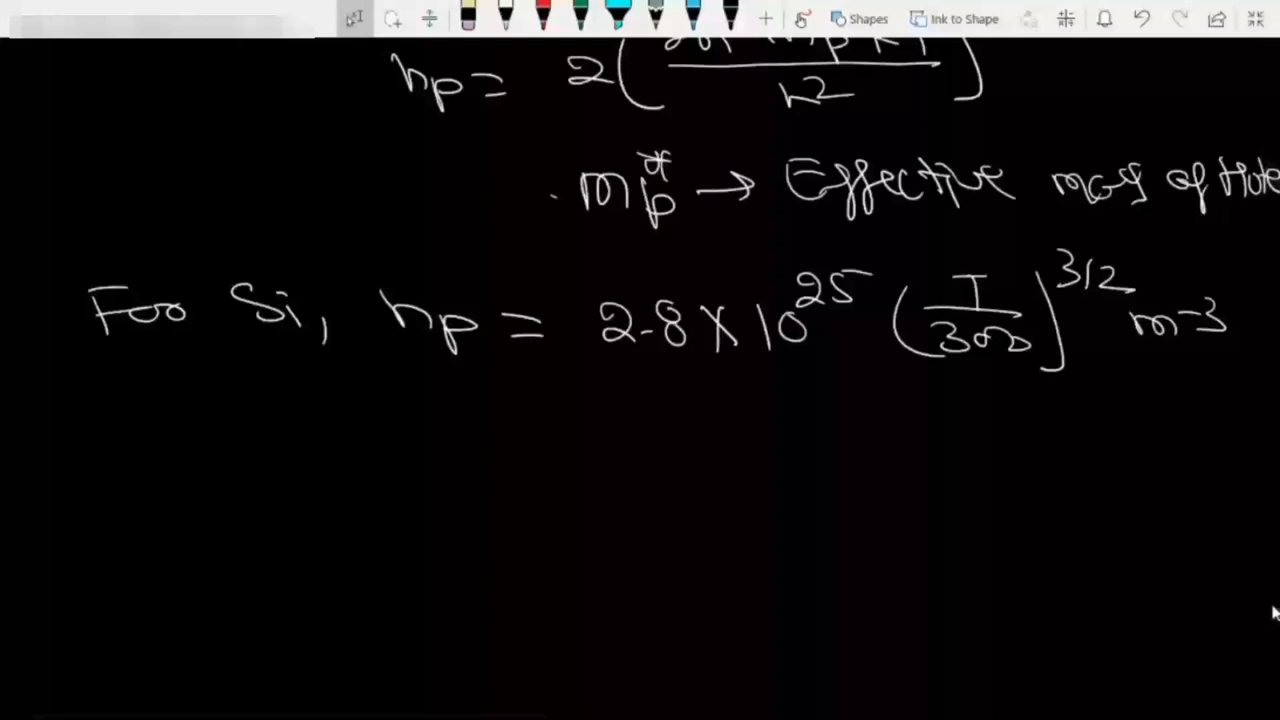 Shapes Ink to Shape
np = 2( / h2 )
mp* → Effective mass of Hole
For Si, np = 2.8 X 10^25 (T/300)^3/2 m-3